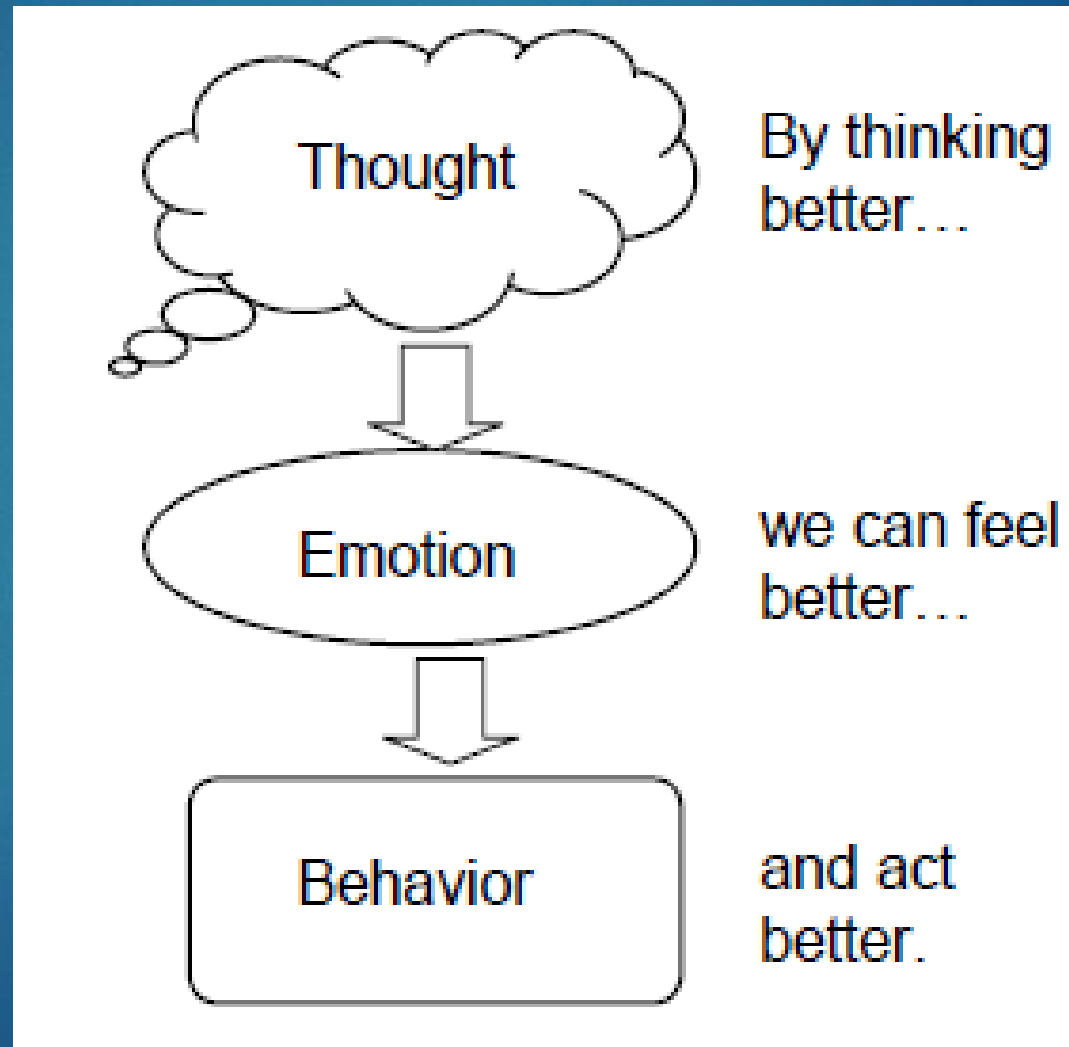 Thought
By thinking
better…
Emotion
we can feel
better…
Behavior
and act
better.